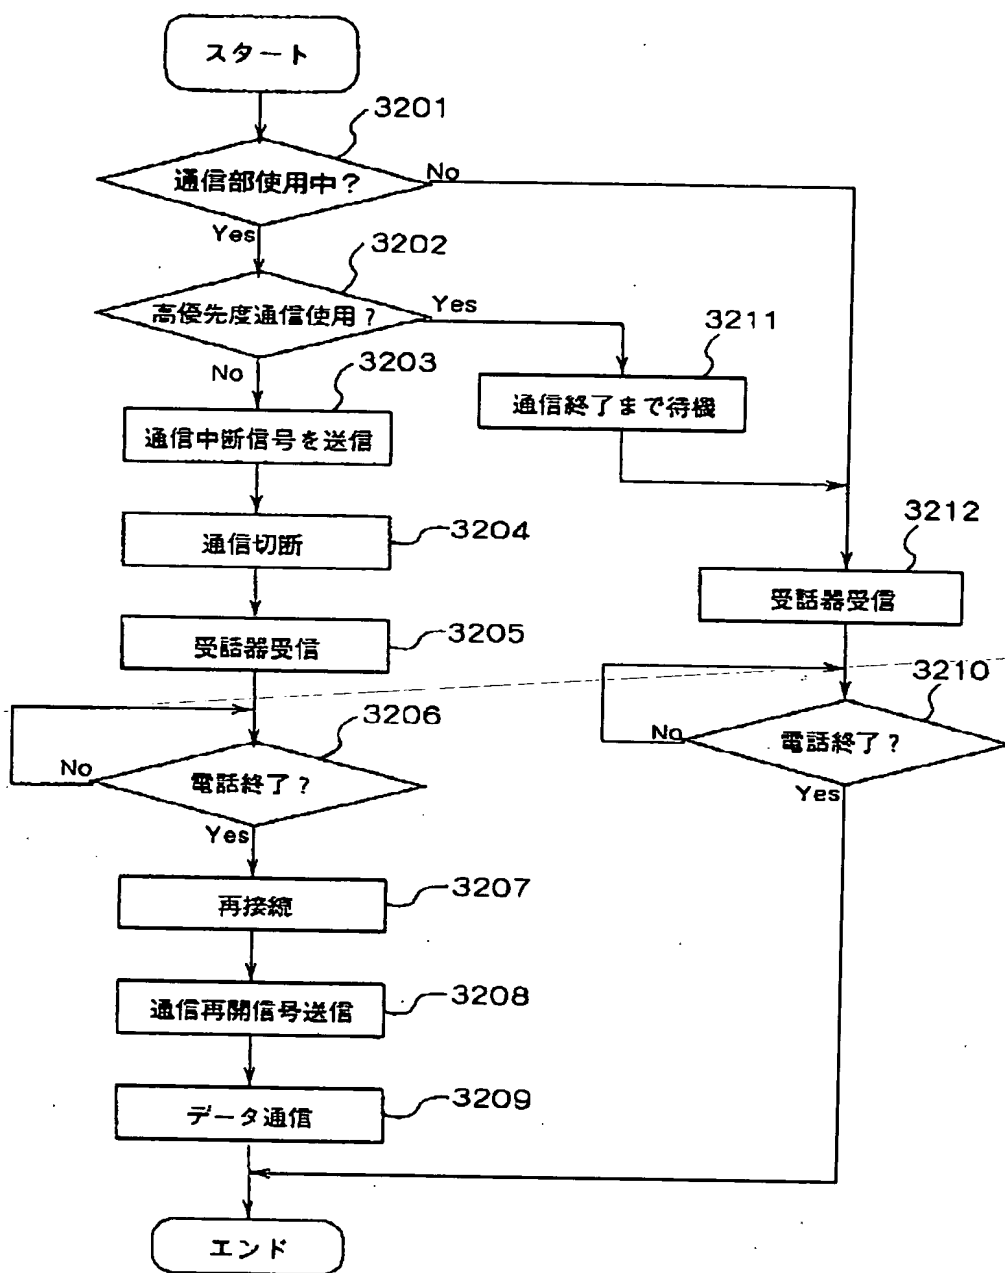 スタート
3201
通信部使用中？
No
Yes
3202
高優先度通信使用？
Yes
3211
No
3203
通信終了まで待機
通信中断信号を送信
3204
通信切断
3212
受話器受信
3205
受話器受信
3210
3206
No
電話終了？
No
電話終了？
Yes
Yes
3207
再接続
3208
通信再開信号送信
3209
データ通信
エンド